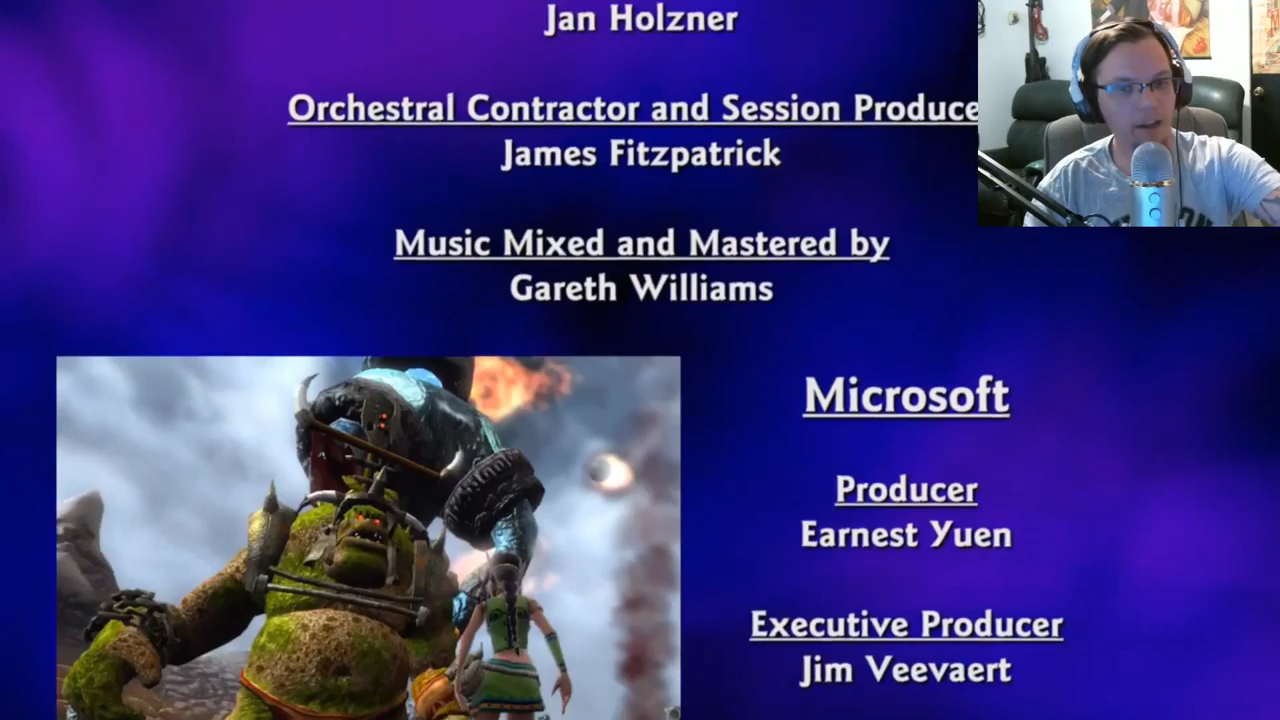 Jan Holzner
Orchestral Contractor and Session Produce
James Fitzpatrick
Music Mixed and Mastered by
Gareth Williams
Microsoft
Producer
Earnest Yuen
Executive Producer
Jim Veevaert